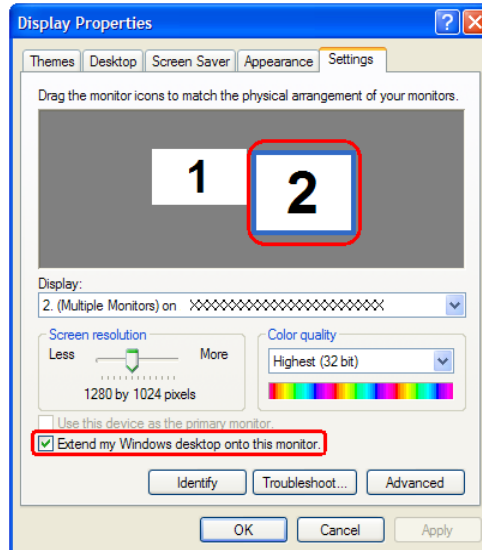 Display Properties
Themes Desktop Screen Saver Appearance Settings
Drag the monitor icons to match the physical arrangement of your monitors.
1 2
Display:
2. (Multiple Monitors) on XXXXXXXXXXXXXXXXXXXXXX
Screen resolution Color quality
Less More Highest (32 bit)
1280 by 1024 pixels
Use this device as the primary monitor.
Extend my Windows desktop onto this monitor.
Identify Troubleshoot... Advanced
OK Cancel Apply